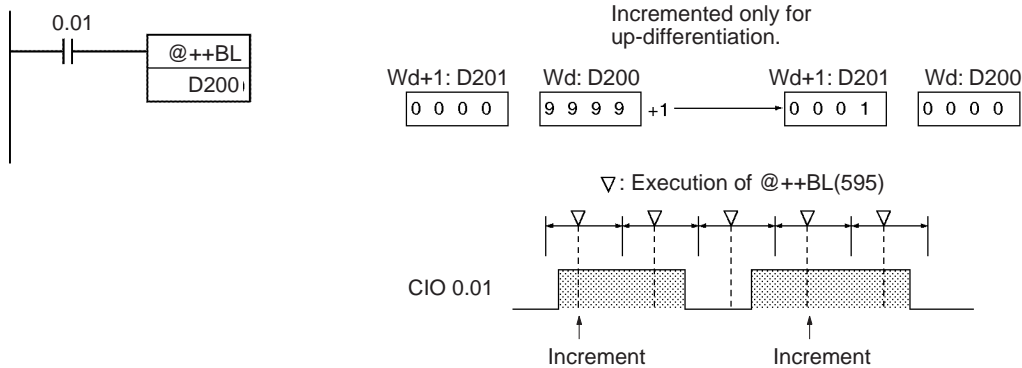 0.01
@++BL
D200
Incremented only for
up-differentiation.
Wd+1: D201 Wd: D200 Wd+1: D201 Wd: D200
0 0 0 0 9 9 9 9 +1 0 0 0 1 0 0 0 0
: Execution of @++BL(595)
CIO 0.01
Increment Increment